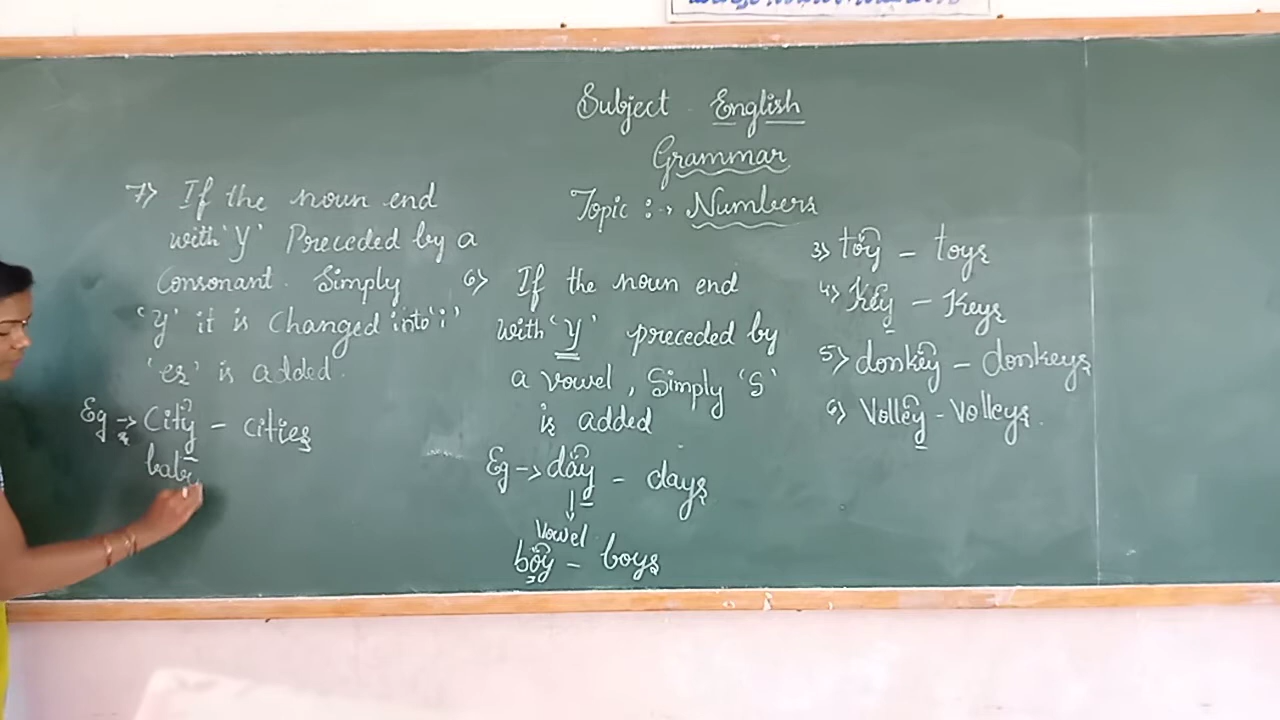 Subject - English
Grammar
Topic :→ Numbers
7> If the noun end
with 'y' Preceded by a
Consonant. Simply
'y' it is Changed into 'i'
'es' is added.
Eg → City - cities
baby
6> If the noun end
with 'y' preceded by
a vowel, Simply 'S'
is added
Eg → day - days
↓
Vowel
boy - boys
3> toy - toys
4> Key - Keys
5> donkey - donkeys
6> Volley - Volleys.